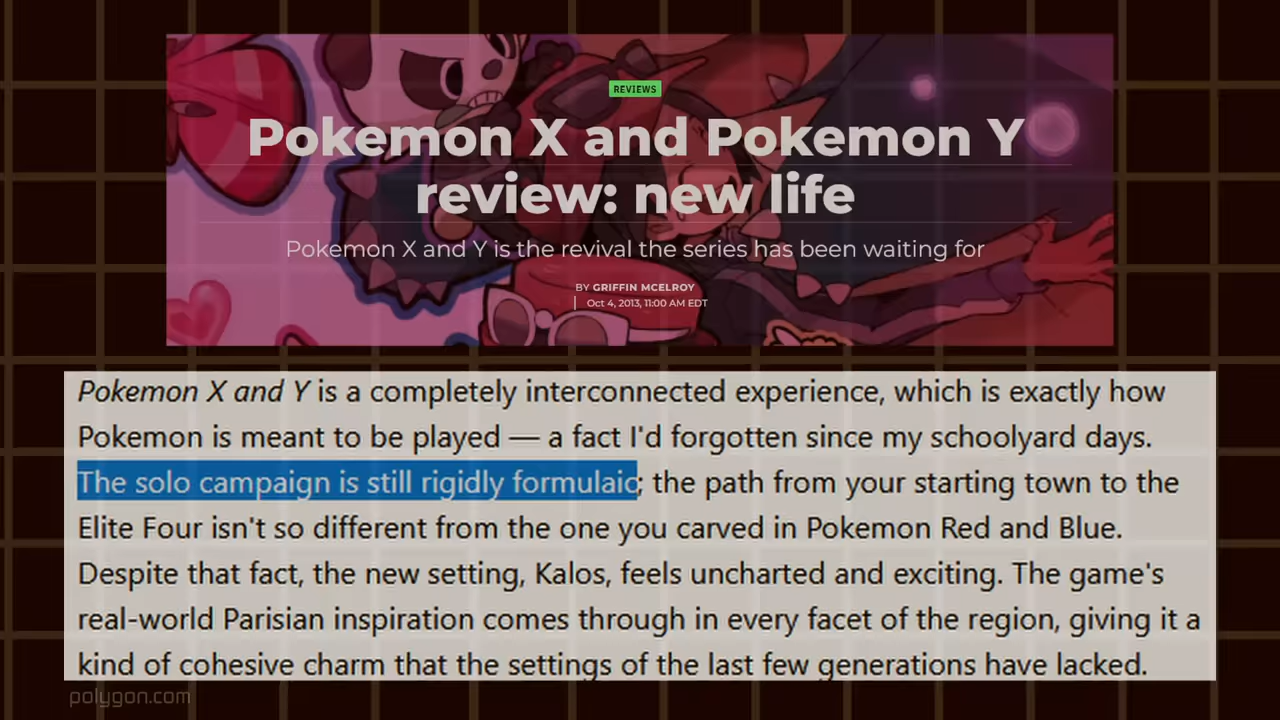 REVIEWS
Pokemon X and Pokemon Y
review: new life
Pokemon X and Y is the revival the series has been waiting for
BY GRIFFIN MCELROY
Oct 4, 2013, 11:00 AM EDT
Pokemon X and Y is a completely interconnected experience, which is exactly how
Pokemon is meant to be played — a fact I'd forgotten since my schoolyard days.
The solo campaign is still rigidly formulaic; the path from your starting town to the
Elite Four isn't so different from the one you carved in Pokemon Red and Blue.
Despite that fact, the new setting, Kalos, feels uncharted and exciting. The game's
real-world Parisian inspiration comes through in every facet of the region, giving it a
kind of cohesive charm that the settings of the last few generations have lacked.
polygon.com